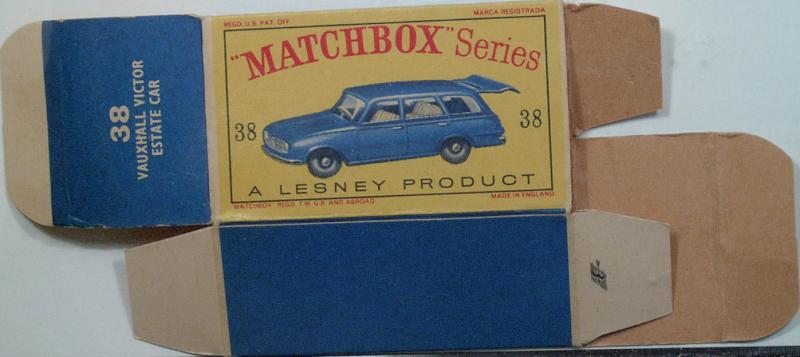 38
VAUXHALL VICTOR
ESTATE CAR
REGD. U.S. PAT. OFF.
MARCA REGISTRADA
"MATCHBOX" Series
38
38
A LESNEY PRODUCT
MATCHBOX REGD. T.M. G.B. AND ABROAD
MADE IN ENGLAND